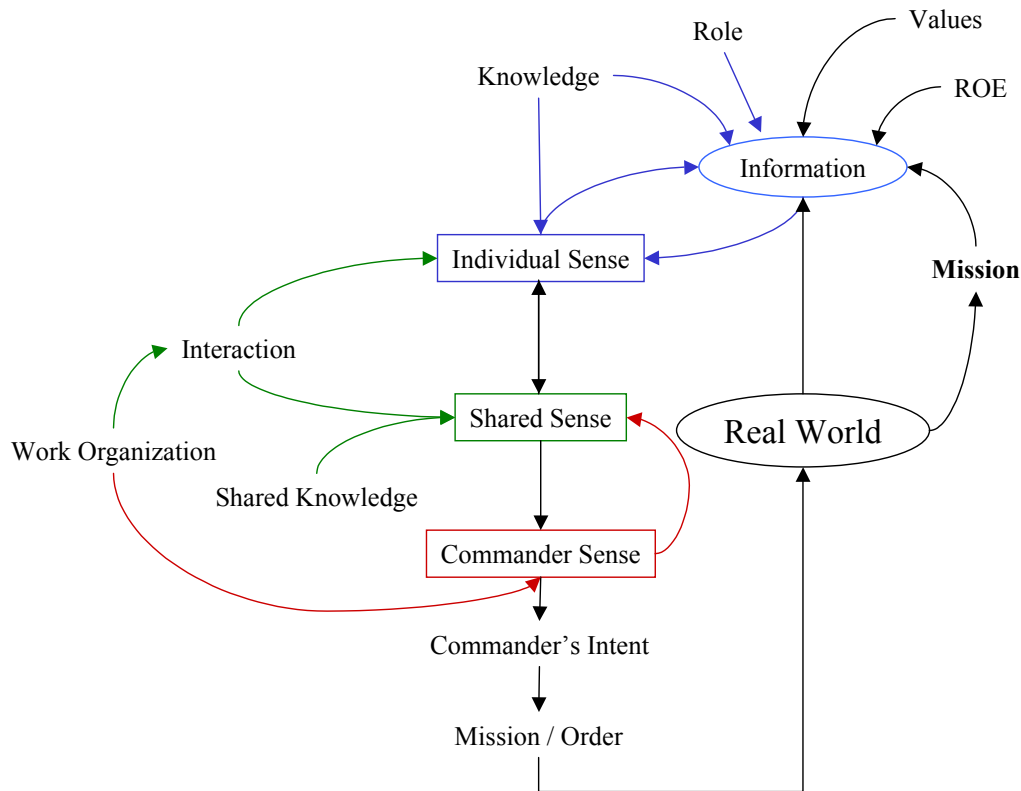 Values
Role
Knowledge
ROE
Information
Individual Sense
Mission
Interaction
Shared Sense
Real World
Work Organization
Shared Knowledge
Commander Sense
Commander’s Intent
Mission / Order